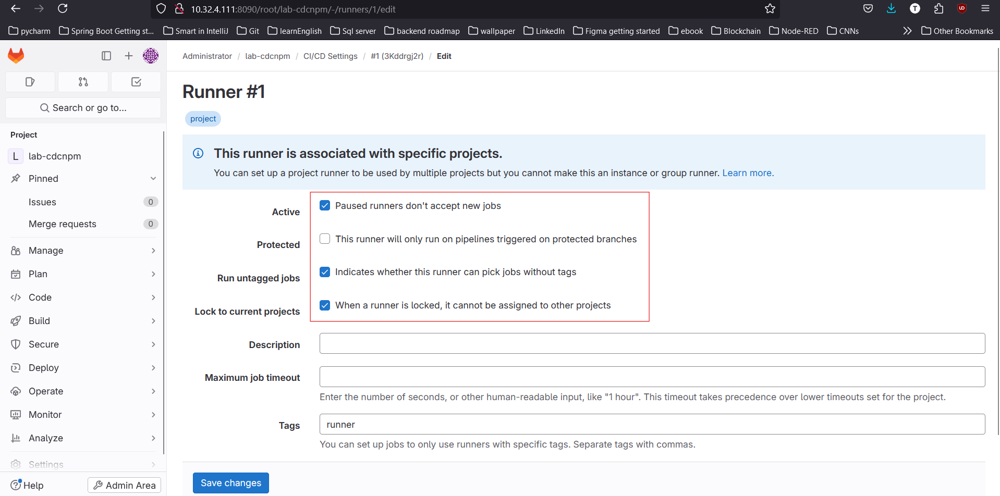 10.32.4.111:8090/root/lab-cdcnpm/-/runners/1/edit
T
UD
pycharm Spring Boot Getting st... Smart in IntelliJ Git learnEnglish Sql server backend roadmap wallpaper LinkedIn Figma getting started ebook Blockchain Node-RED CNNs Other Bookmarks
Administrator / lab-cdcnpm / CI/CD Settings / #1 (3Kddrgj2r) / Edit
Search or go to...
Project
L lab-cdcnpm
Pinned
Issues 0
Merge requests 0
Manage
Plan
Code
Build
Secure
Deploy
Operate
Monitor
Analyze
Settings
Help
Admin Area
Runner #1
project
This runner is associated with specific projects.
You can set up a project runner to be used by multiple projects but you cannot make this an instance or group runner. Learn more.
Active Paused runners don't accept new jobs
Protected This runner will only run on pipelines triggered on protected branches
Run untagged jobs Indicates whether this runner can pick jobs without tags
Lock to current projects When a runner is locked, it cannot be assigned to other projects
Description
Maximum job timeout
Enter the number of seconds, or other human-readable input, like "1 hour". This timeout takes precedence over lower timeouts set for the project.
Tags runner
You can set up jobs to only use runners with specific tags. Separate tags with commas.
Save changes